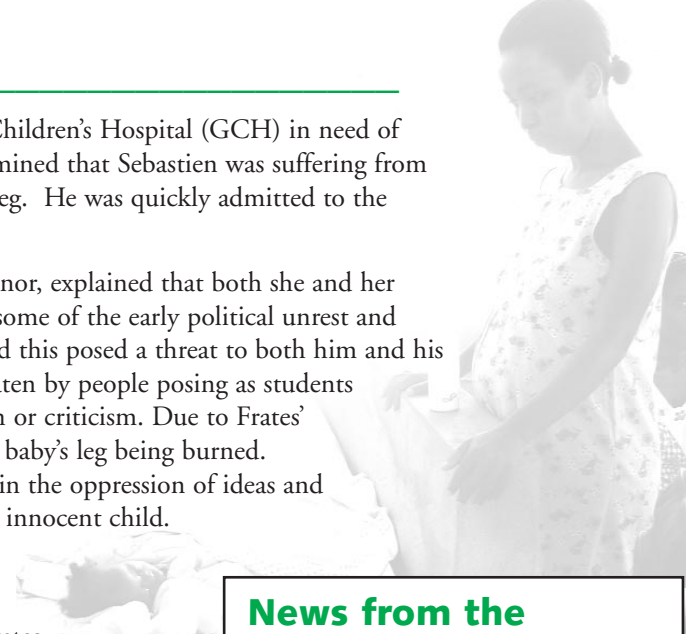 Children's Hospital (GCH) in need of
mined that Sebastien was suffering from
eg. He was quickly admitted to the
nor, explained that both she and her
some of the early political unrest and
d this posed a threat to both him and his
ten by people posing as students
n or criticism. Due to Frates'
baby's leg being burned.
in the oppression of ideas and
innocent child.
News from the